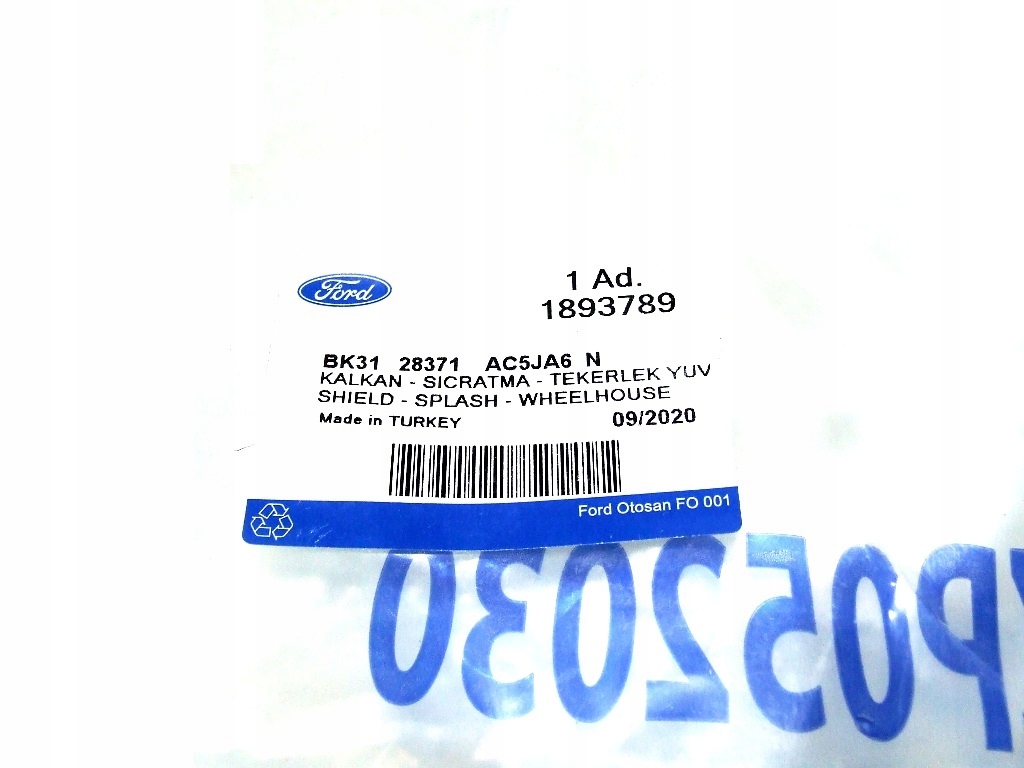 Ford
1 Ad.
1893789
BK31 28371 AC5JA6 N
KALKAN - SICRATMA - TEKERLEK YUV
SHIELD - SPLASH - WHEELHOUSE
Made in TURKEY 09/2020
Ford Otosan FO 001
P052030